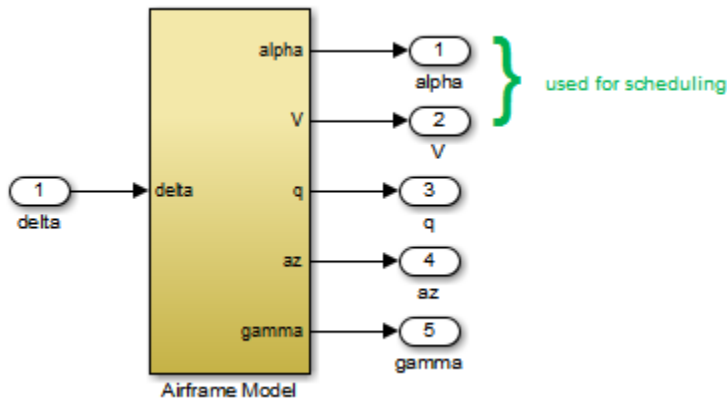 alpha
1
alpha
used for scheduling
V
2
V
1
delta
delta
q
3
q
az
4
az
gamma
5
gamma
Airframe Model